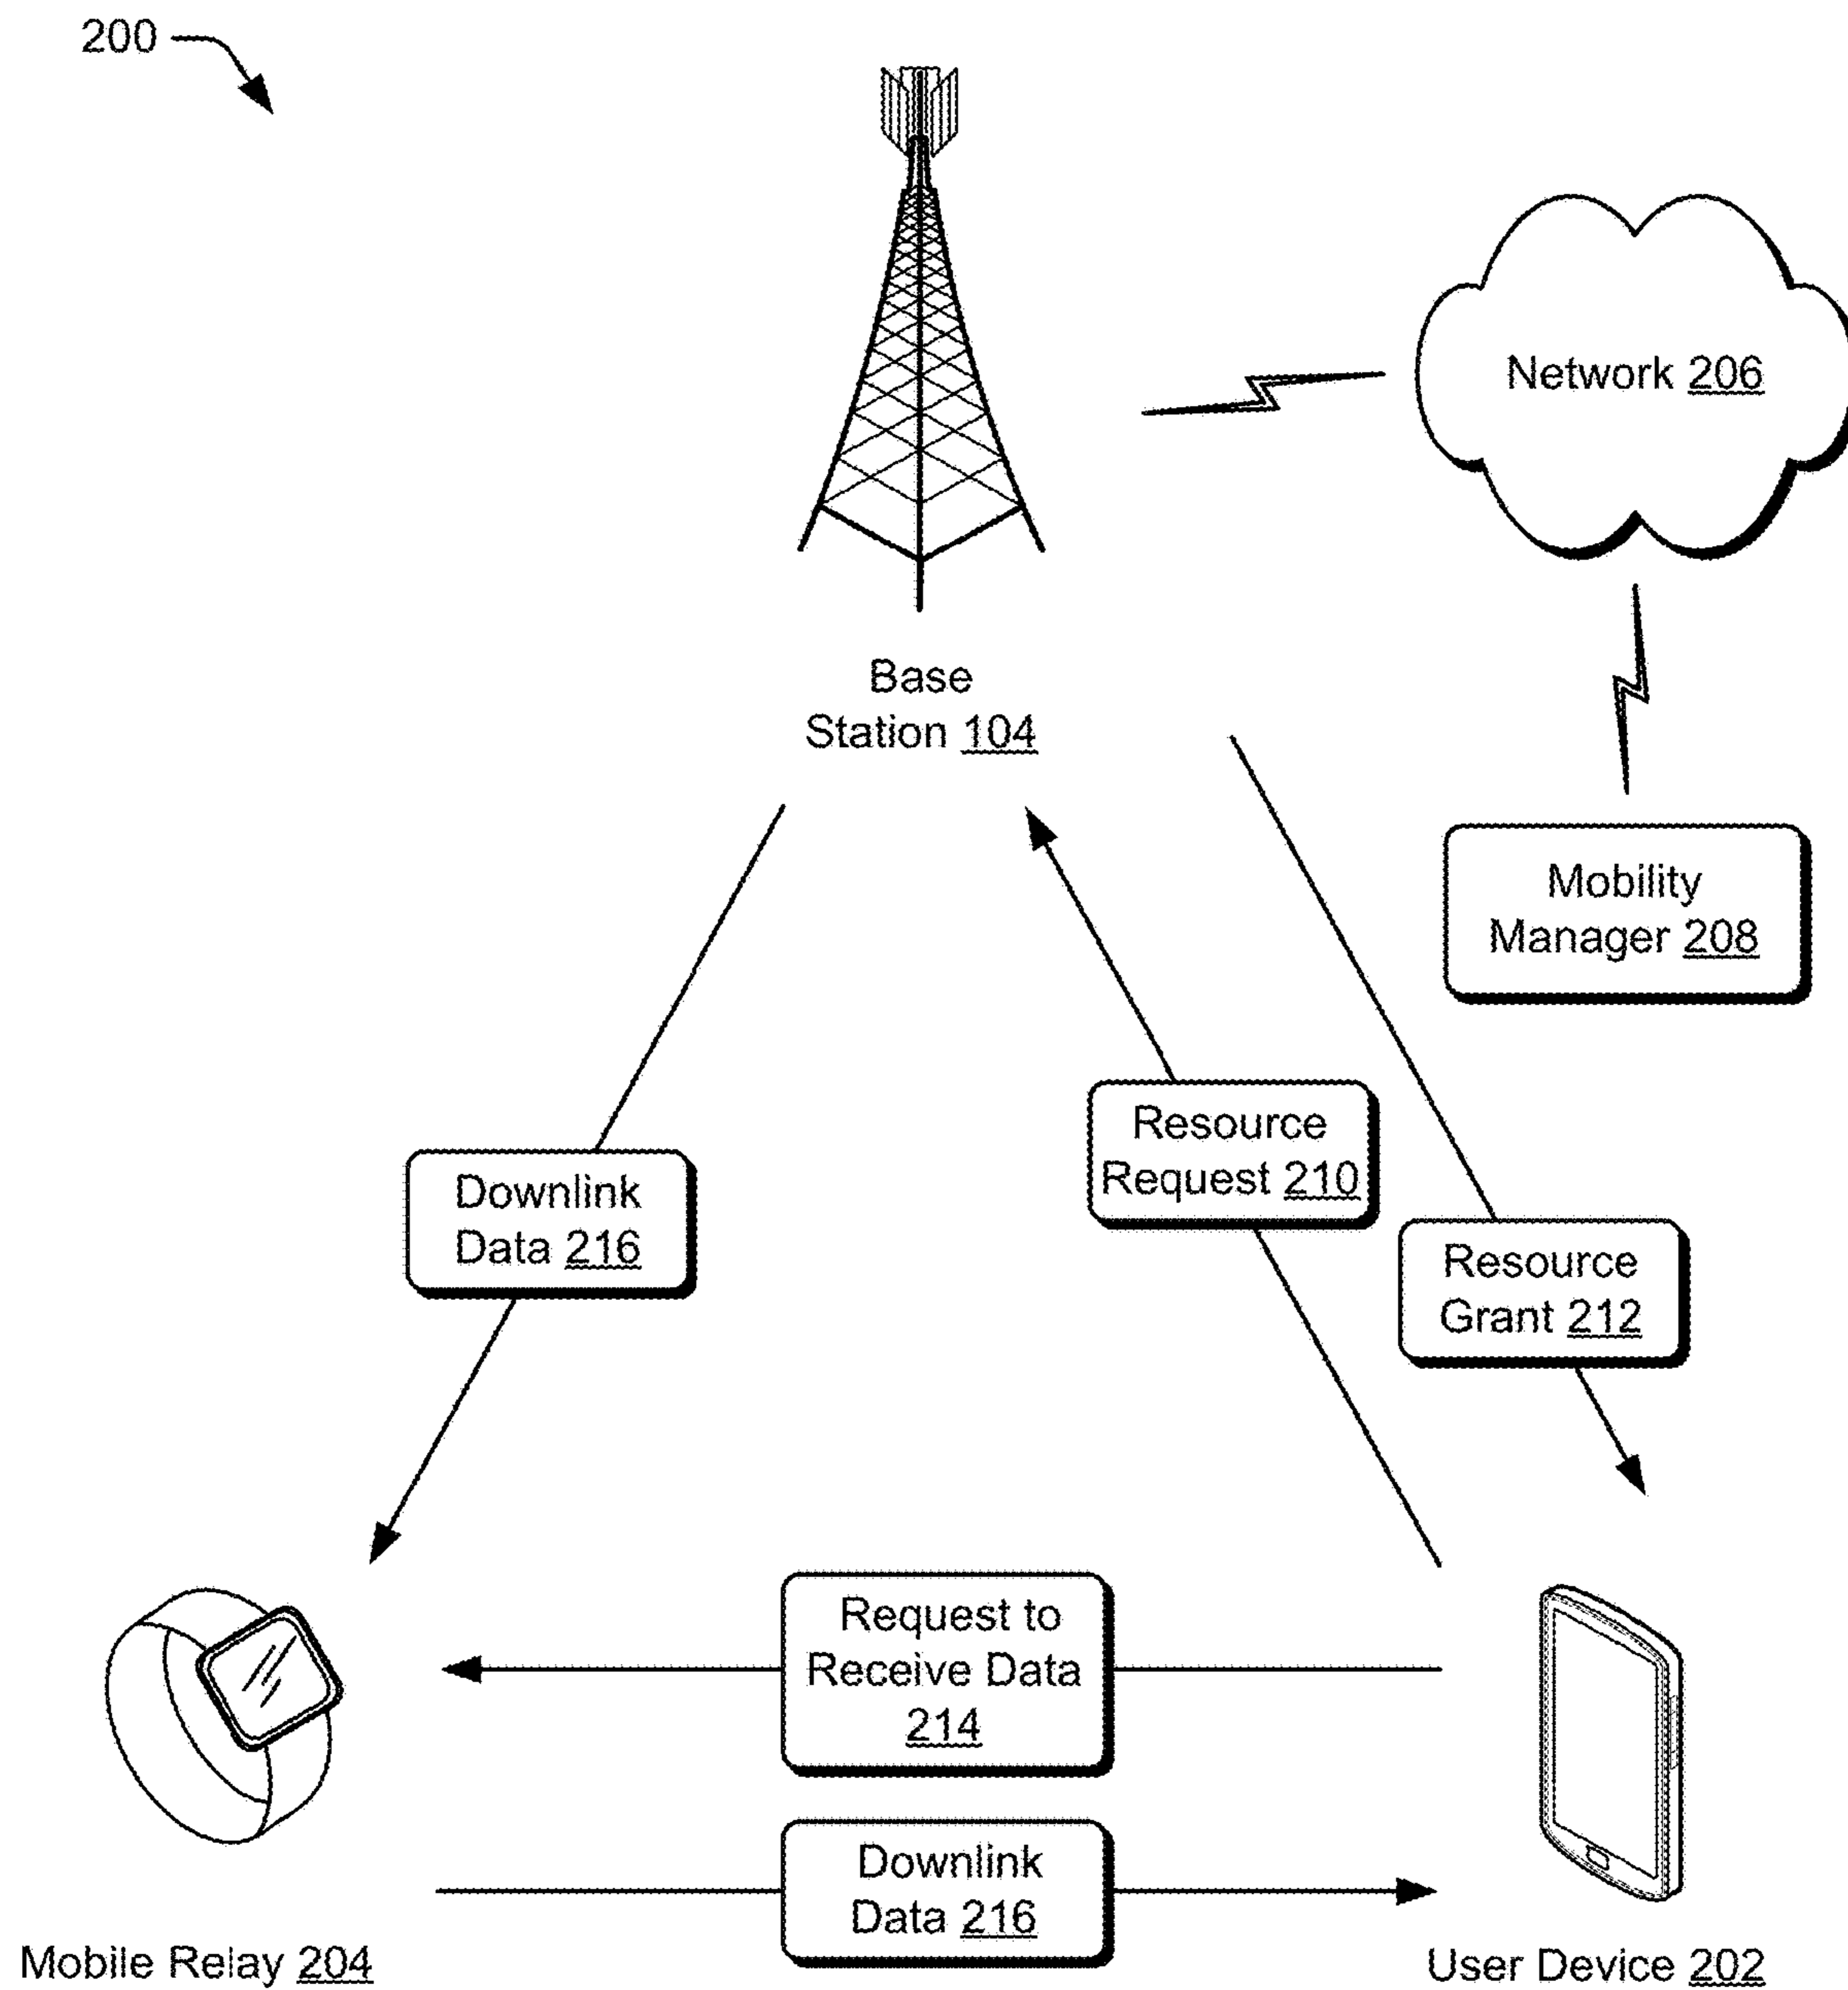 200
Network 206
Base
Station 104
Mobility
Manager 208
Resource
Request 210
Downlink
Data 216
Resource
Grant 212
Request to
Receive Data
214
Downlink
Data 216
Mobile Relay 204
User Device 202